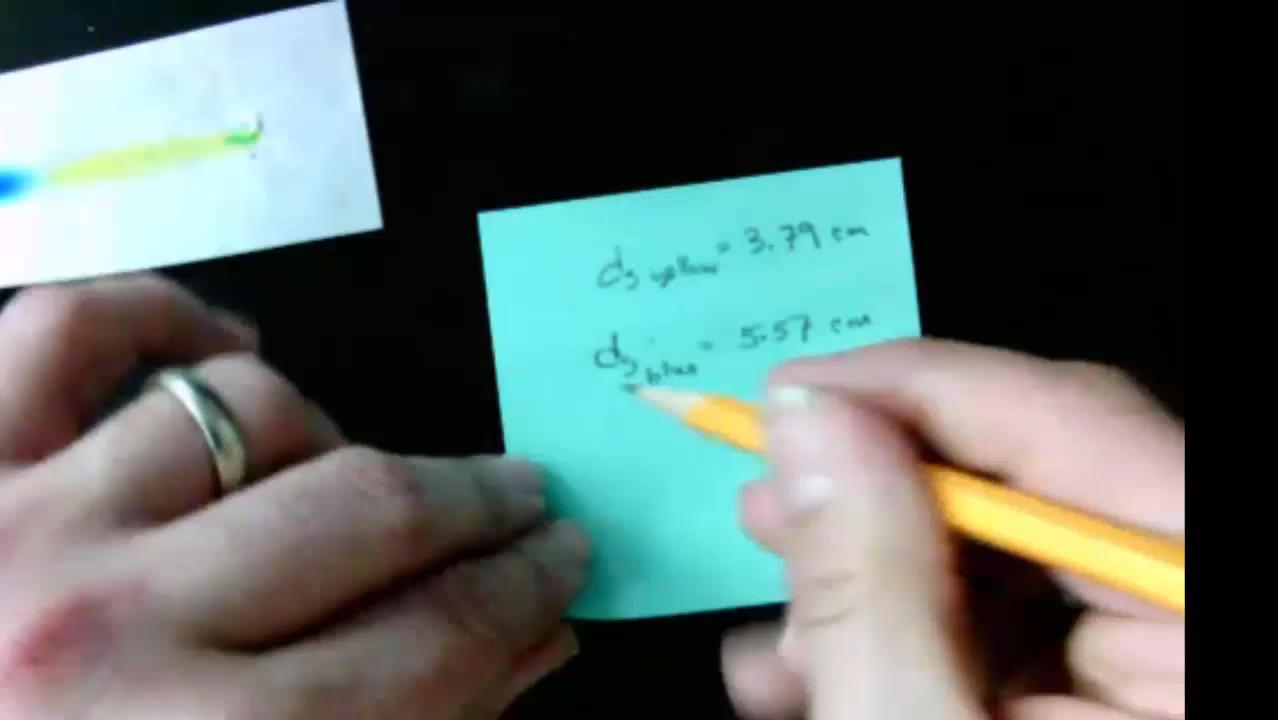 ds yellow = 3.79 cm
ds blue = 5.57 cm